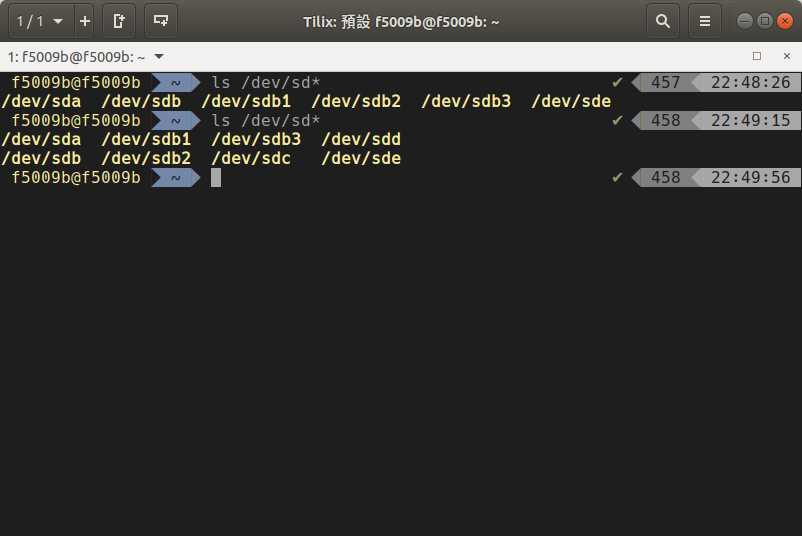 1 / 1
Tilix: 預設 f5009b@f5009b: ~
1: f5009b@f5009b: ~
f5009b@f5009b ~ ls /dev/sd* ✔ 457 22:48:26
/dev/sda /dev/sdb /dev/sdb1 /dev/sdb2 /dev/sdb3 /dev/sde
f5009b@f5009b ~ ls /dev/sd* ✔ 458 22:49:15
/dev/sda /dev/sdb1 /dev/sdb3 /dev/sdd
/dev/sdb /dev/sdb2 /dev/sdc /dev/sde
f5009b@f5009b ~ ✔ 458 22:49:56